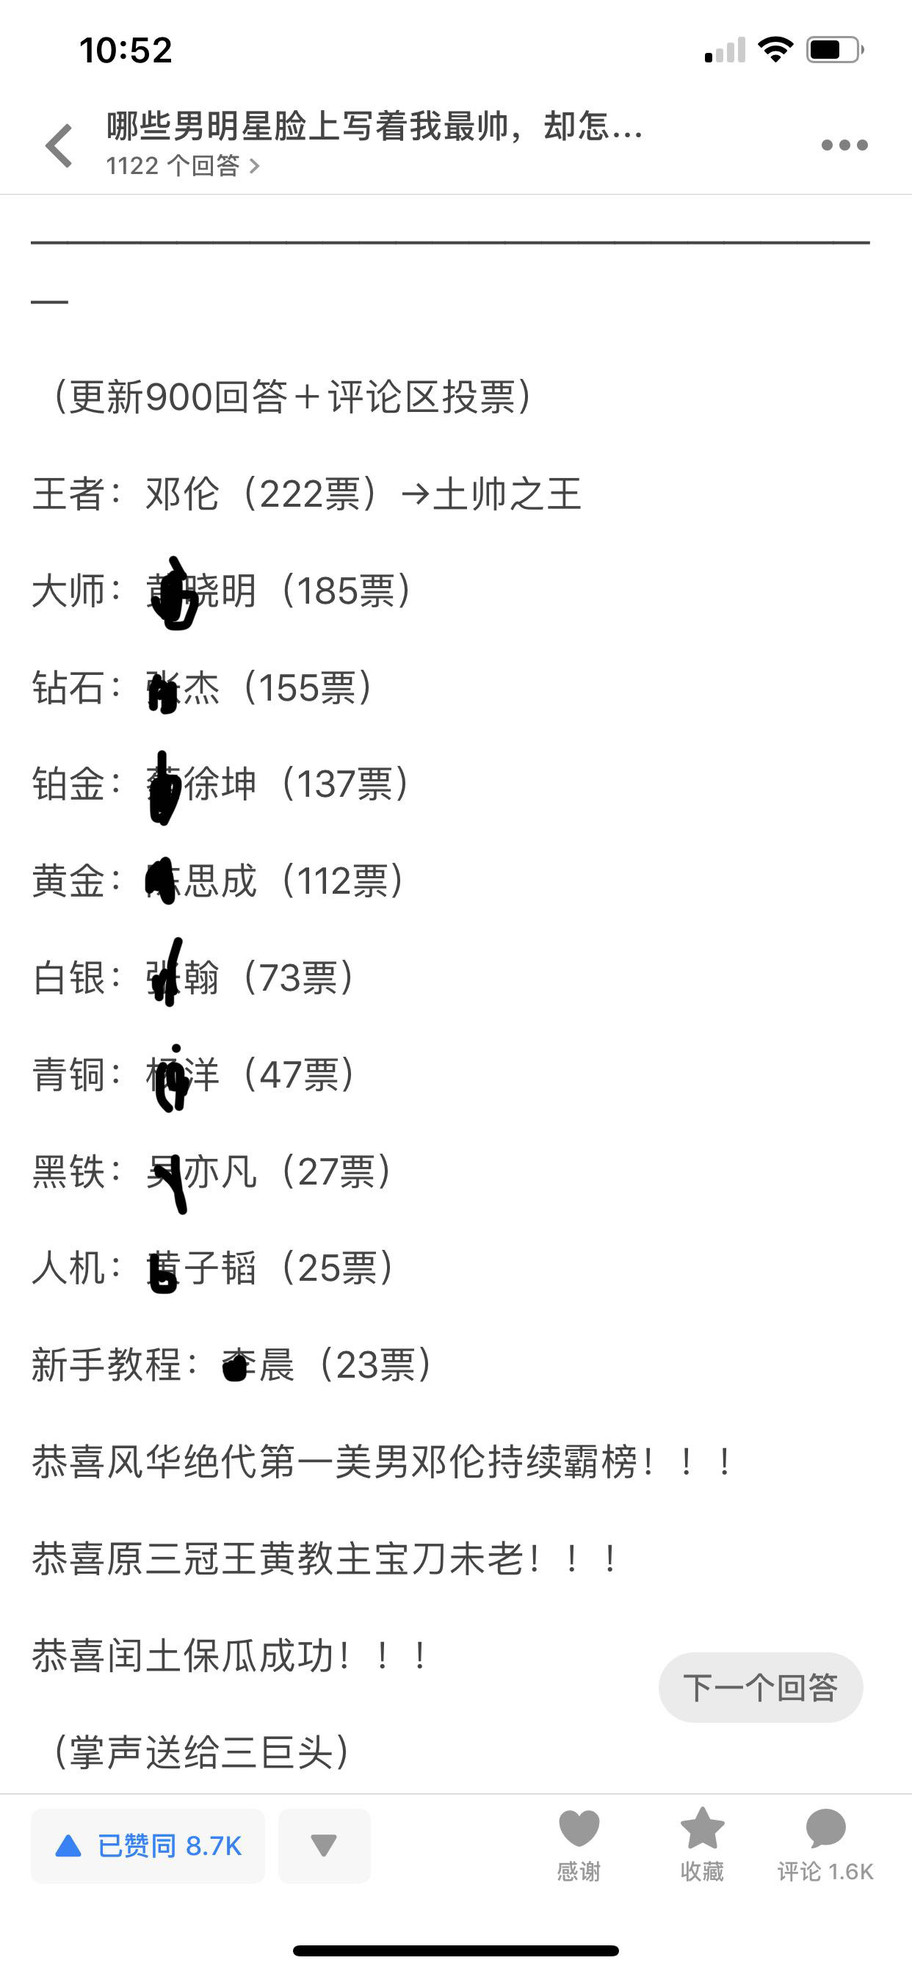 10:52
哪些男明星脸上写着我最帅，却怎...
1122 个回答 >
（更新900回答＋评论区投票）
王者：邓伦（222票）→土帅之王
大师：黄晓明（185票）
钻石：张杰（155票）
铂金：蔡徐坤（137票）
黄金：陈思成（112票）
白银：张翰（73票）
青铜：杨洋（47票）
黑铁：吴亦凡（27票）
人机：黄子韬（25票）
新手教程：李晨（23票）
恭喜风华绝代第一美男邓伦持续霸榜！！！
恭喜原三冠王黄教主宝刀未老！！！
恭喜闰土保瓜成功！！！
下一个回答
（掌声送给三巨头）
已赞同 8.7K
感谢
收藏
评论 1.6K